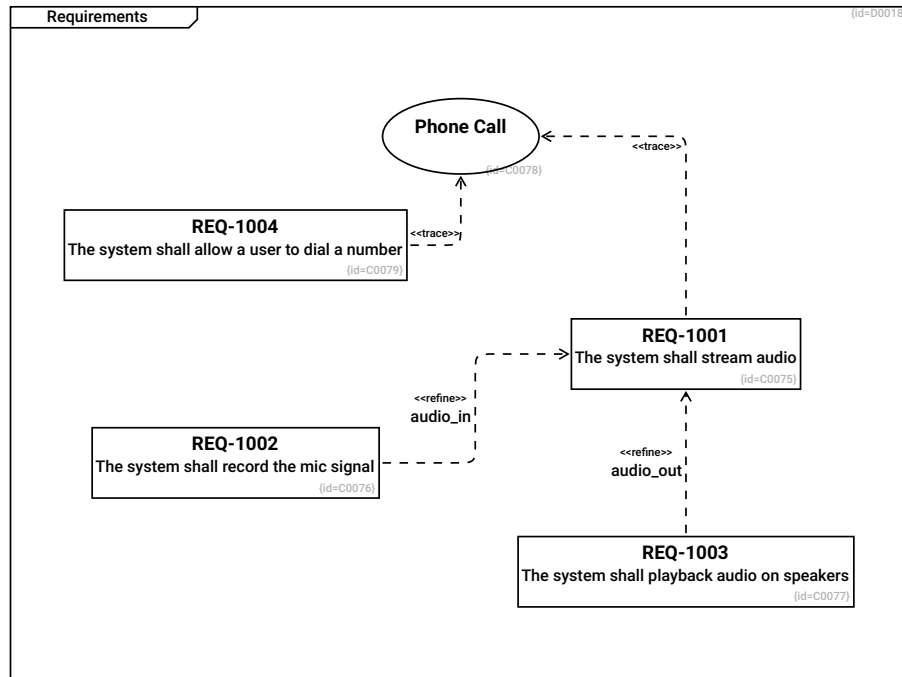 Requirements
{id=D0018
Phone Call
<<trace>>
{id=C0078}
REQ-1004
The system shall allow a user to dial a number
{id=C0079}
<<trace>>
REQ-1001
The system shall stream audio
{id=C0075}
<<refine>>
audio_in
REQ-1002
The system shall record the mic signal
{id=C0076}
<<refine>>
audio_out
REQ-1003
The system shall playback audio on speakers
{id=C0077}